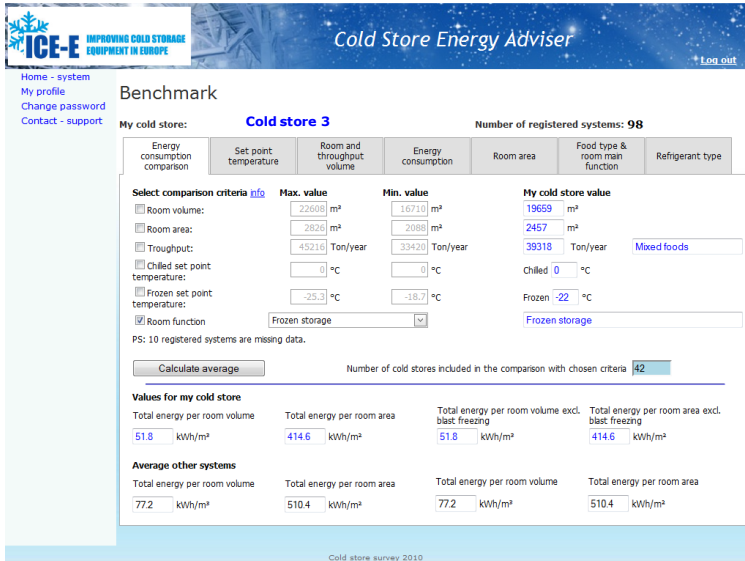 ICE-E IMPROVING COLD STORAGE
EQUIPMENT IN EUROPE
Cold Store Energy Adviser
Log out
Home - system
My profile
Change password
Contact - support
Benchmark
My cold store: Cold store 3 Number of registered systems: 98
Energy consumption comparison
Set point temperature
Room and throughput volume
Energy consumption
Room area
Food type & room main function
Refrigerant type
Select comparison criteria info Max. value Min. value My cold store value
Room volume: 22608 m³ 16710 m³ 19659 m³
Room area: 2826 m² 2088 m² 2457 m²
Troughput: 45216 Ton/year 33420 Ton/year 39318 Ton/year Mixed foods
Chilled set point temperature: 0 °C 0 °C Chilled 0 °C
Frozen set point temperature: -25.3 °C -18.7 °C Frozen -22 °C
Room function Frozen storage Frozen storage
PS: 10 registered systems are missing data.
Calculate average Number of cold stores included in the comparison with chosen criteria 42
Values for my cold store
Total energy per room volume Total energy per room area Total energy per room volume excl. blast freezing Total energy per room area excl. blast freezing
51.8 kWh/m³ 414.6 kWh/m² 51.8 kWh/m³ 414.6 kWh/m²
Average other systems
Total energy per room volume Total energy per room area Total energy per room volume Total energy per room area
77.2 kWh/m³ 510.4 kWh/m² 77.2 kWh/m³ 510.4 kWh/m²
Cold store survey 2010